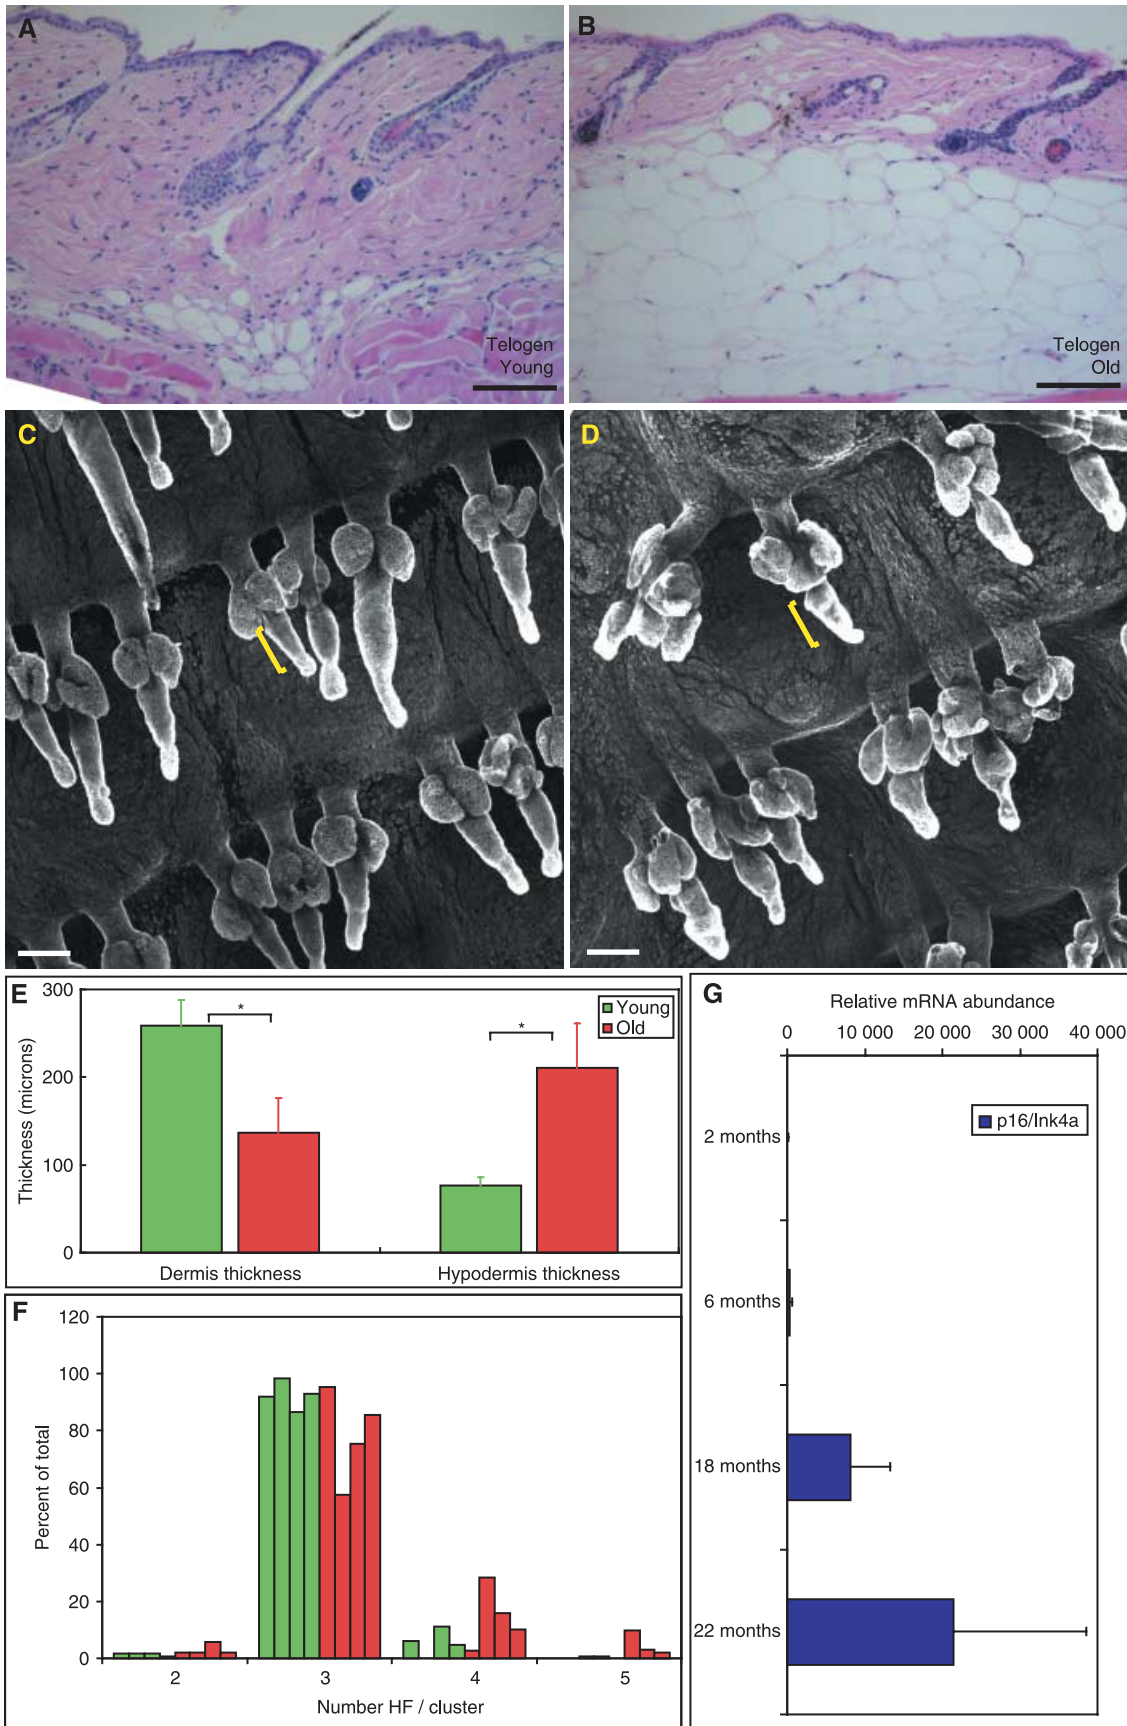 A
Telogen
Young
B
Telogen
Old
C
D
E
300
200
100
0
Thickness (microns)
*
*
Young
Old
Dermis thickness
Hypodermis thickness
F
120
100
80
60
40
20
0
Percent of total
2
3
4
5
Number HF / cluster
G
Relative mRNA abundance
0
10 000
20 000
30 000
40 000
p16/Ink4a
2 months
6 months
18 months
22 months